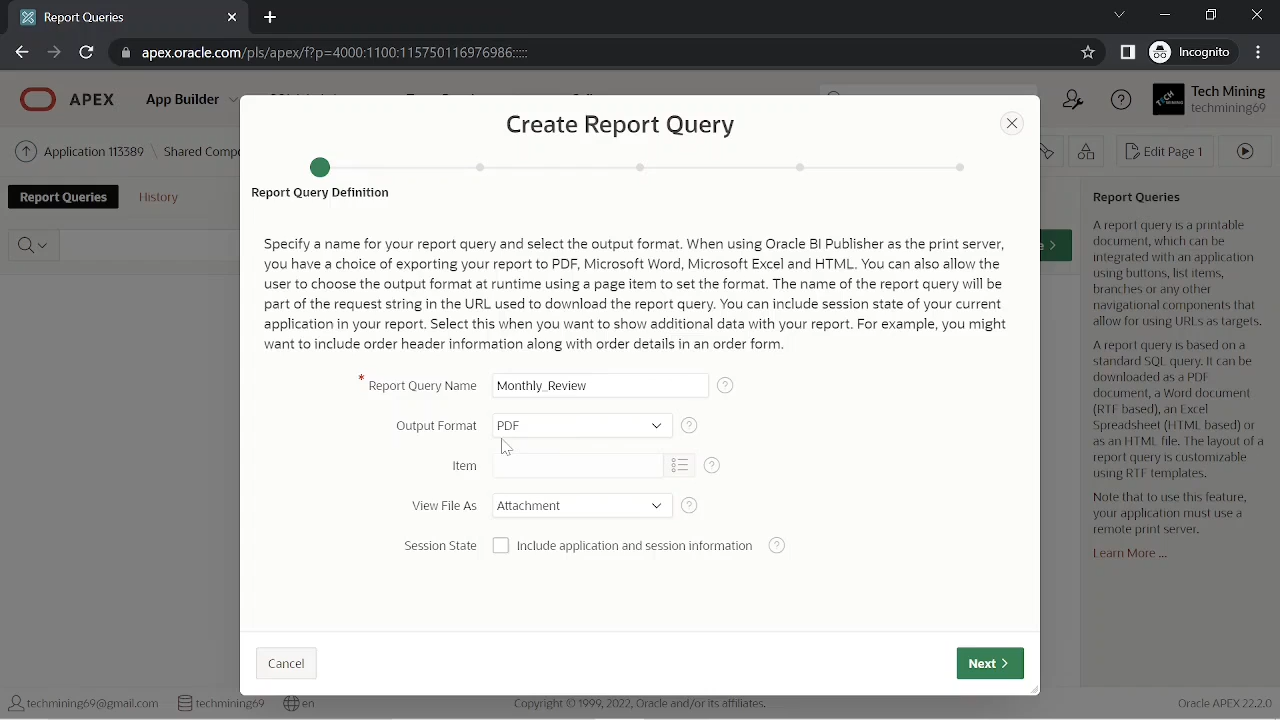 Report Queries
apex.oracle.com/pls/apex/f?p=4000:1100:115750116976986:::::
Incognito
APEX
App Builder
Tech Mining
techmining69
Application 113389 \ Shared Comp
Edit Page 1
Report Queries
History
Create Report Query
Report Query Definition
Specify a name for your report query and select the output format. When using Oracle BI Publisher as the print server,
you have a choice of exporting your report to PDF, Microsoft Word, Microsoft Excel and HTML. You can also allow the
user to choose the output format at runtime using a page item to set the format. The name of the report query will be
part of the request string in the URL used to download the report query. You can include session state of your current
application in your report. Select this when you want to show additional data with your report. For example, you might
want to include order header information along with order details in an order form.
* Report Query Name Monthly_Review
Output Format PDF
Item
View File As Attachment
Session State Include application and session information
Cancel
Next
Report Queries
A report query is a printable
document, which can be
integrated with an application
using buttons, list items,
branches or any other
navigational components that
allow for using URLs as targets.
A report query is based on a
standard SQL query. It can be
downloaded as a PDF
document, a Word document
(RTF based), an Excel
Spreadsheet (HTML based) or
as an HTML file. The layout of a
report query is customizable
using RTF templates.
Note that to use this feature,
your application must use a
remote print server.
Learn More ...
techmining69@gmail.com techmining69 en
Copyright © 1999, 2022, Oracle and/or its affiliates.
Oracle APEX 22.2.0